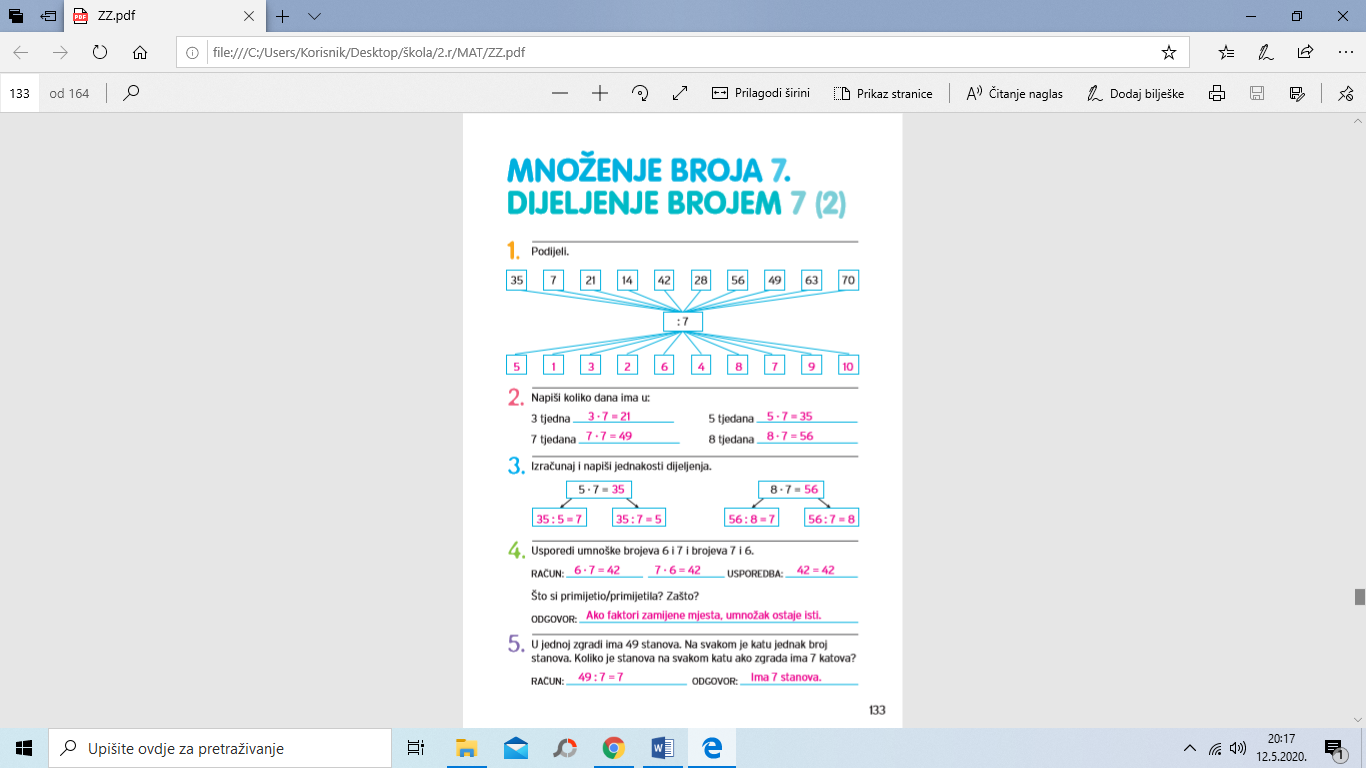 ZZ.pdf
file:///C:/Users/Korisnik/Desktop/škola/2.r/MAT/ZZ.pdf
133 od 164 Prilagodi širini Prikaz stranice Čitanje naglas Dodaj bilješke
MNOŽENJE BROJA 7.
DIJELJENJE BROJEM 7 (2)
1. Podijeli.
35 7 21 14 42 28 56 49 63 70
: 7
5 1 3 2 6 4 8 7 9 10
2. Napiši koliko dana ima u:
3 tjedna 3 · 7 = 21 5 tjedana 5 · 7 = 35
7 tjedana 7 · 7 = 49 8 tjedana 8 · 7 = 56
3. Izračunaj i napiši jednakosti dijeljenja.
5 · 7 = 35 8 · 7 = 56
35 : 5 = 7 35 : 7 = 5 56 : 8 = 7 56 : 7 = 8
4. Usporedi umnoške brojeva 6 i 7 i brojeva 7 i 6.
RAČUN: 6 · 7 = 42 7 · 6 = 42 USPOREDBA: 42 = 42
Što si primijetio/primijetila? Zašto?
ODGOVOR: Ako faktori zamijene mjesta, umnožak ostaje isti.
5. U jednoj zgradi ima 49 stanova. Na svakom je katu jednak broj
stanova. Koliko je stanova na svakom katu ako zgrada ima 7 katova?
RAČUN: 49 : 7 = 7 ODGOVOR: Ima 7 stanova.
133
Upišite ovdje za pretraživanje
20:17
12.5.2020.
1